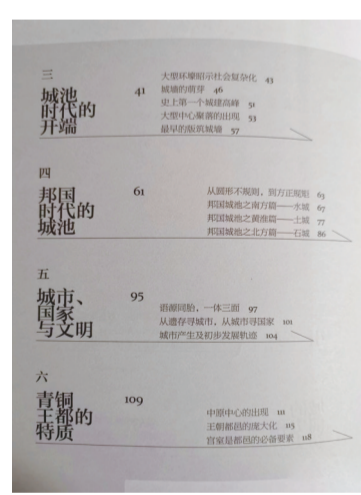 三
城池
时代的
开端
41
大型环壕昭示社会复杂化 43
城墙的萌芽 46
史上第一个城建高峰 51
大型中心聚落的出现 53
最早的版筑城墙 57
四
邦国
时代的
城池
61
从圆形不规则,到方正规矩 63
邦国城池之南方篇——水城 67
邦国城池之黄淮篇——土城 77
邦国城池之北方篇——石城 86
五
城市、
国家
与文明
95
语源同胎,一体三面 97
从遗存寻城市,从城市寻国家 101
城市产生及初步发展轨迹 104
六
青铜
王都的
特质
109
中原中心的出现 111
王朝都邑的庞大化 115
宫室是都邑的必备要素 118